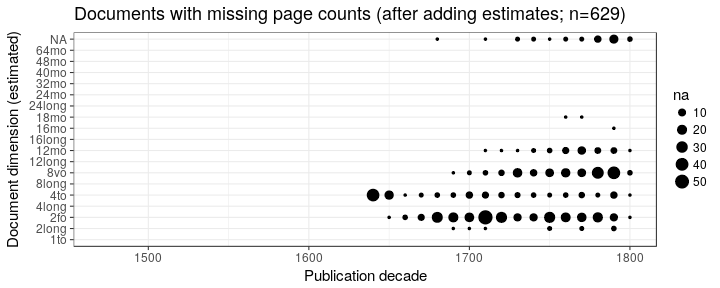 Documents with missing page counts (after adding estimates; n=629)
Document dimension (estimated)
NA
64mo
48mo
40mo
32mo
24mo
24long
18mo
16mo
16long
12mo
12long
8vo
8long
4to
4long
2fo
2long
1to
1500
1600
1700
1800
Publication decade
na
10
20
30
40
50